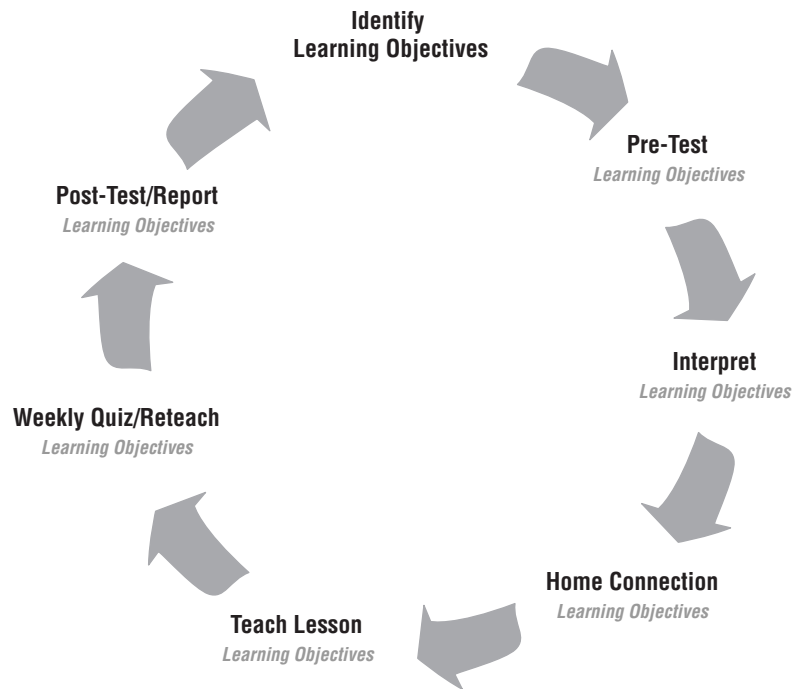 Identify
Learning Objectives
Pre-Test
Learning Objectives
Interpret
Learning Objectives
Home Connection
Learning Objectives
Teach Lesson
Learning Objectives
Weekly Quiz/Reteach
Learning Objectives
Post-Test/Report
Learning Objectives